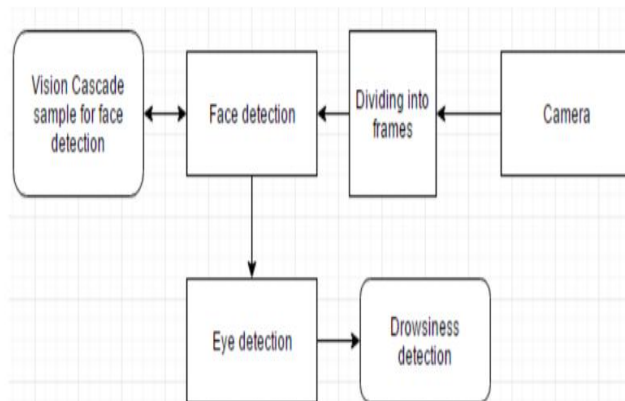 Vision Cascade
sample for face
detection
Face detection
Dividing into
frames
Camera
Eye detection
Drowsiness
detection